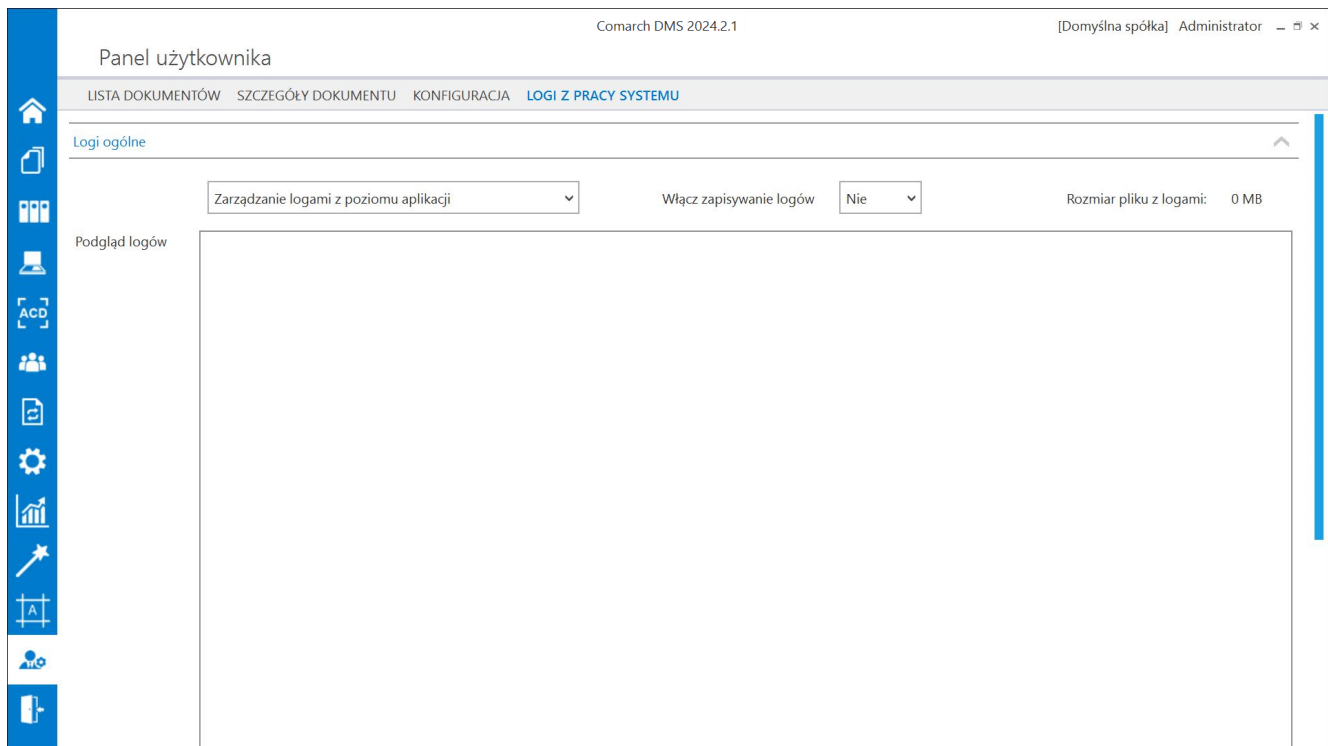 Comarch DMS 2024.2.1
[Domyślna spółka] Administrator
Panel użytkownika
LISTA DOKUMENTÓW SZCZEGÓŁY DOKUMENTU KONFIGURACJA LOGI Z PRACY SYSTEMU
Logi ogólne
Zarządzanie logami z poziomu aplikacji Włącz zapisywanie logów Nie Rozmiar pliku z logami: 0 MB
Podgląd logów
ACD
A